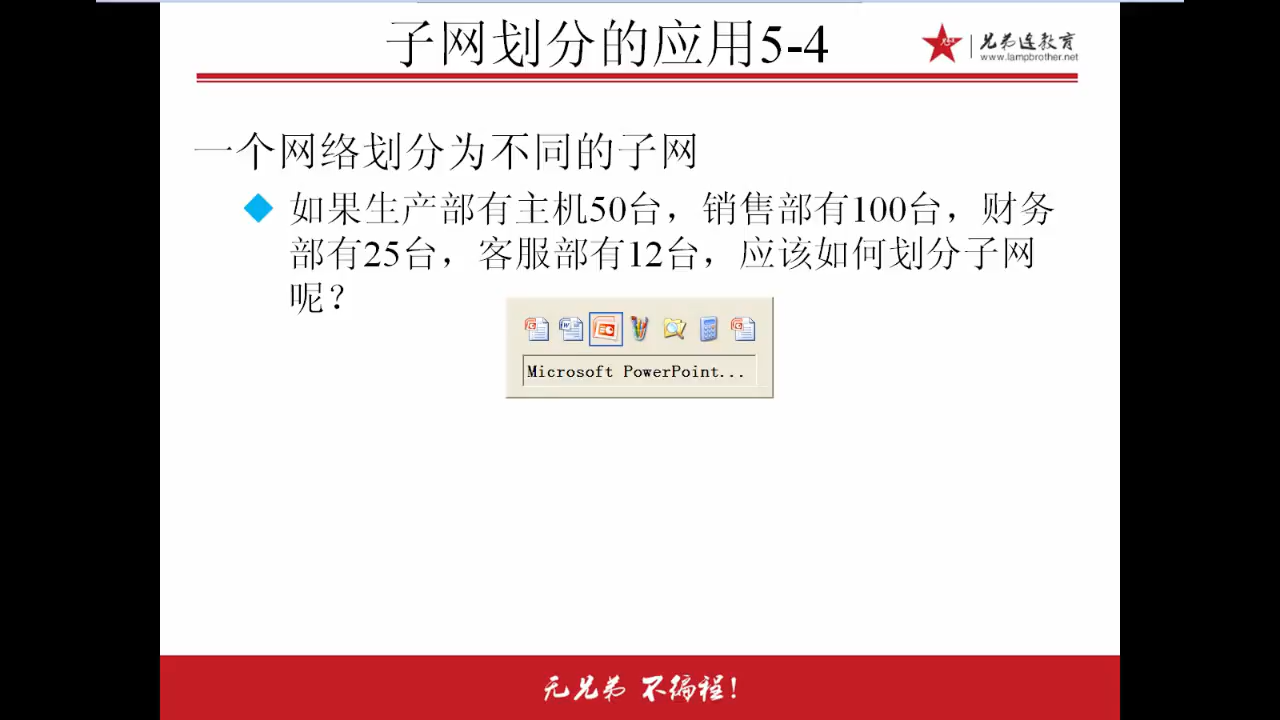 子网划分的应用5-4
兄弟连教育
www.lampbrother.net
一个网络划分为不同的子网
如果生产部有主机50台，销售部有100台，财务
部有25台，客服部有12台，应该如何划分子网
呢？
Microsoft PowerPoint...
无兄弟 不编程！